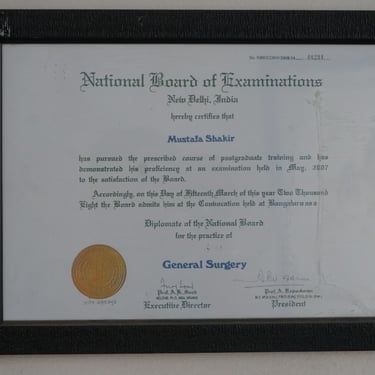 National Board of Examinations
New Delhi, India
hereby certifies that
Mustafa Shakir
has pursued the prescribed course of postgraduate training and has
demonstrated his proficiency at an examination held in May, 2007
to the satisfaction of the Board.
Accordingly, on this Day of Fifteenth March of this year Two Thousand
Eight the Board admits him at the Convocation held at Bangaluru as a
Diplomate of the National Board
for the practice of
General Surgery
Executive Director
Prof. A.
President